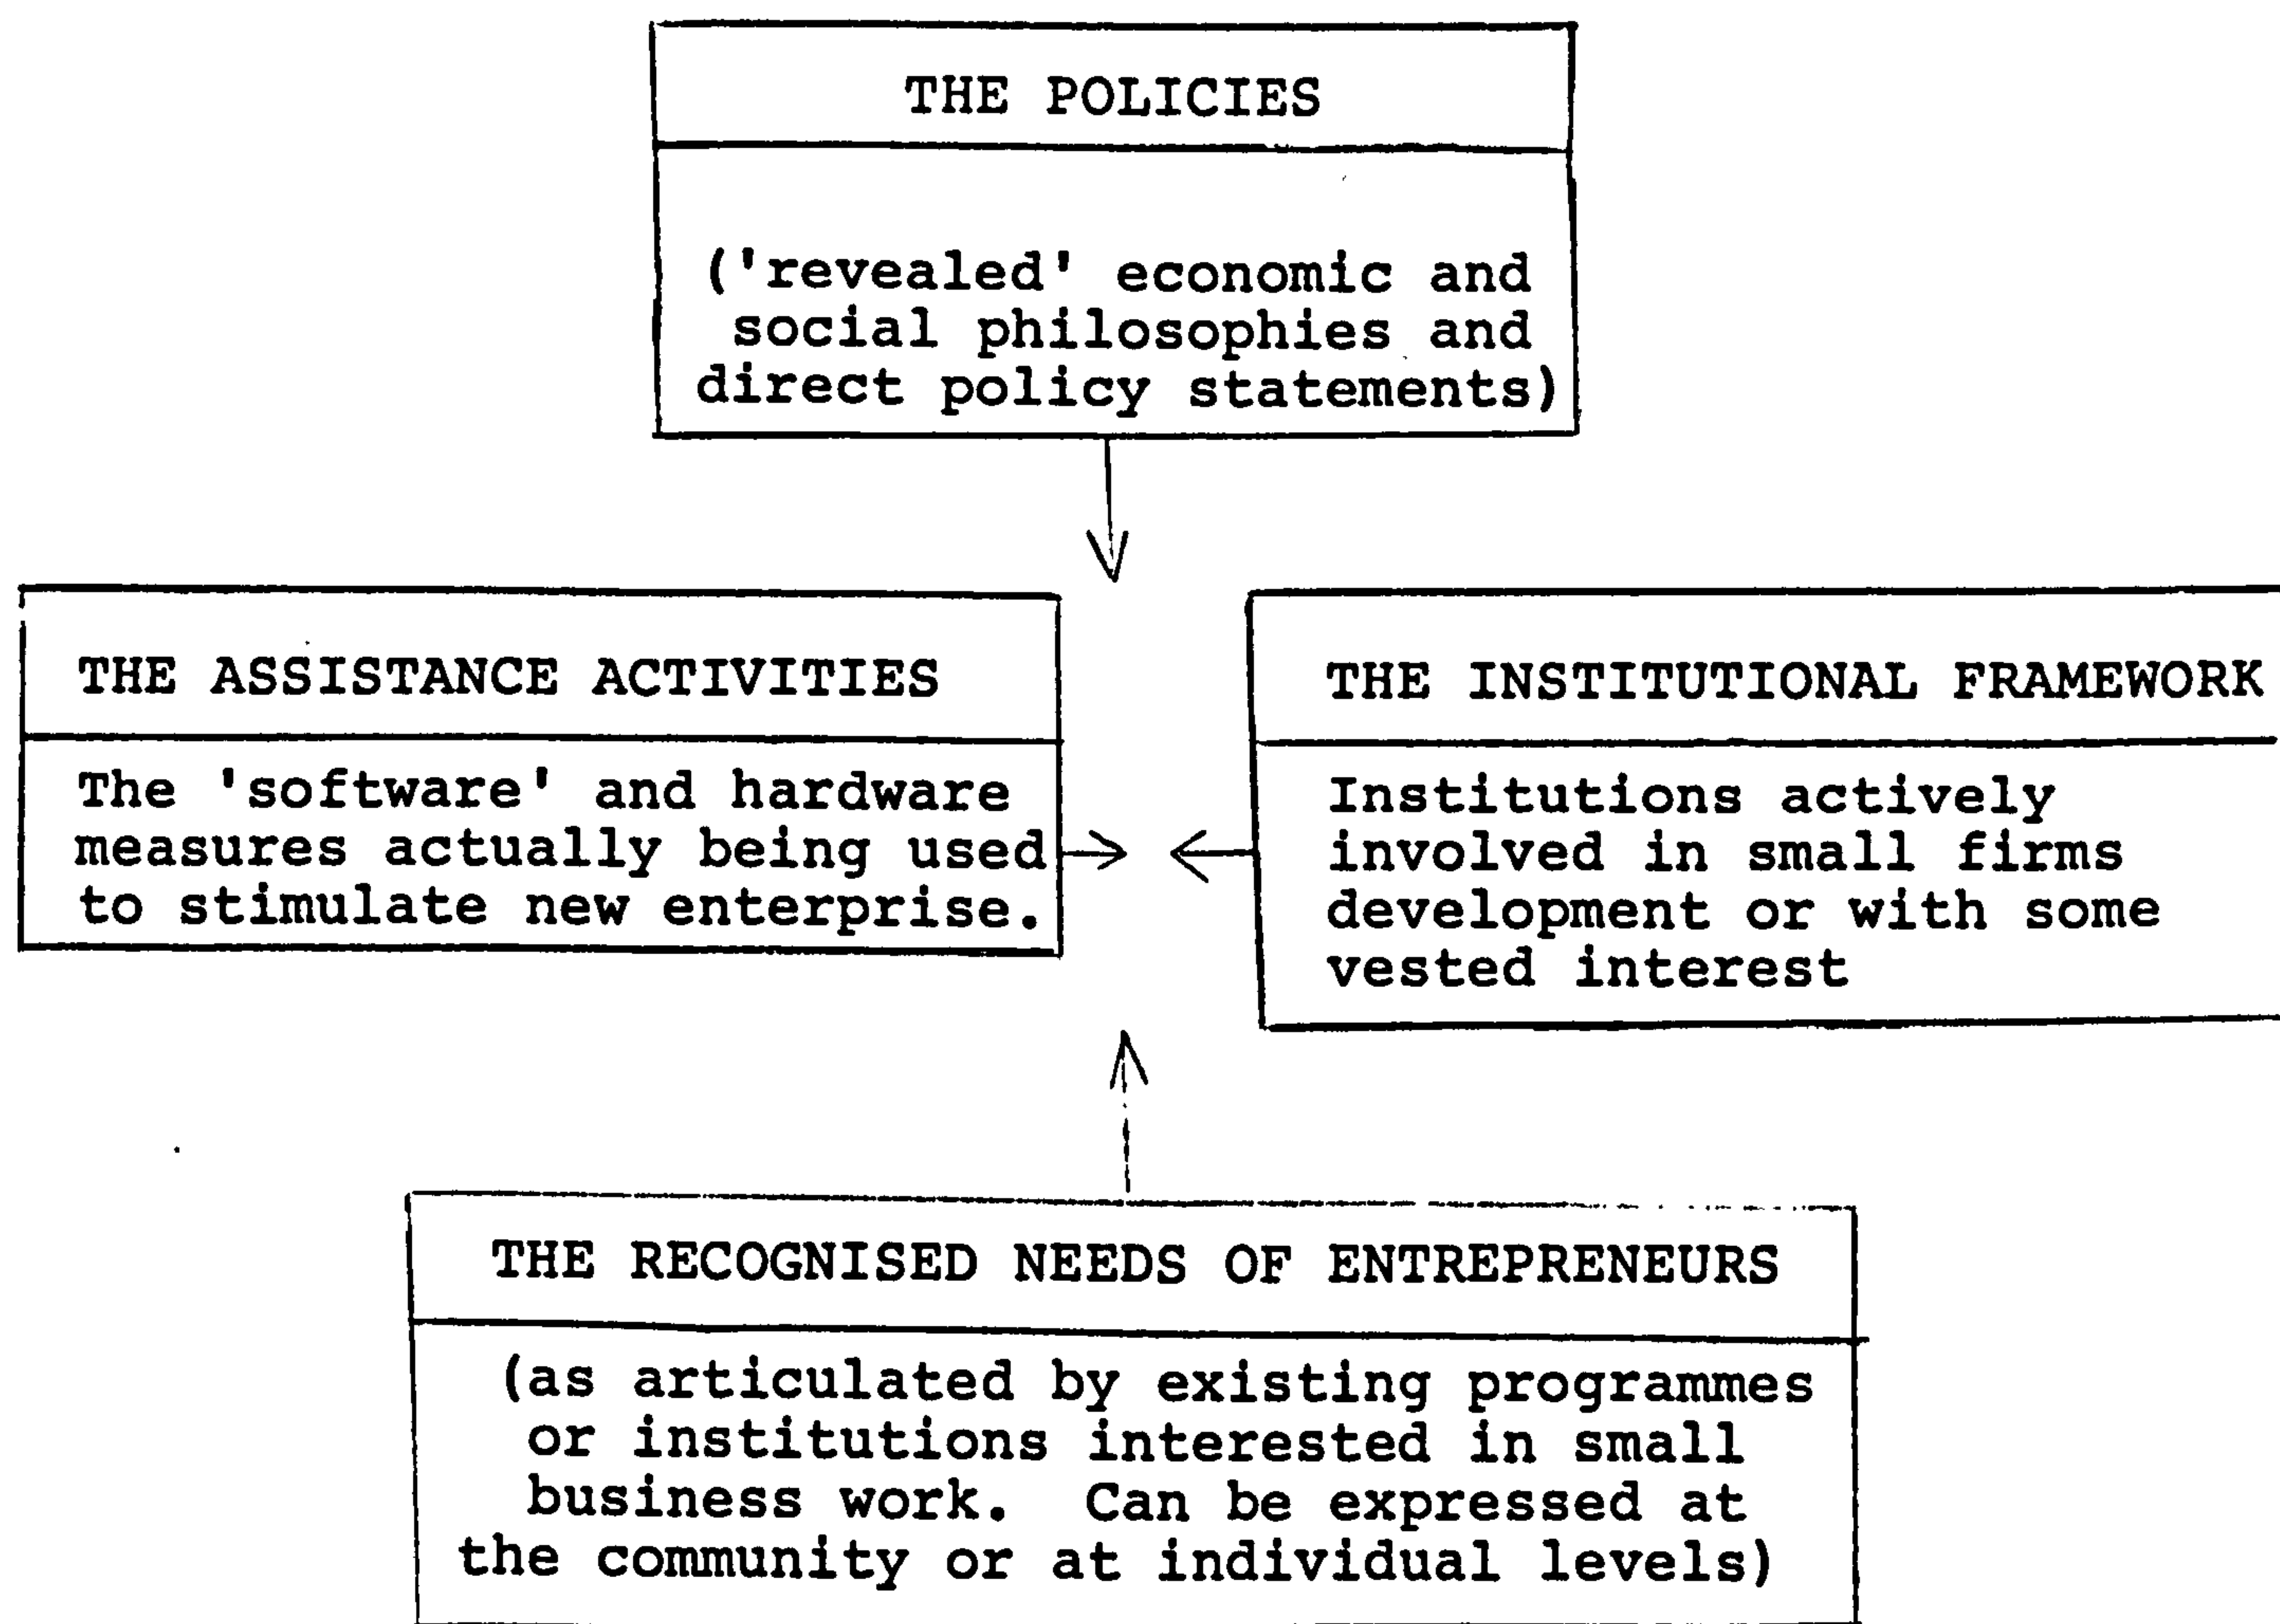 THE POLICIES
('revealed' economic and
social philosophies and
direct policy statements)
THE ASSISTANCE ACTIVITIES
The 'software' and hardware
measures actually being used
to stimulate new enterprise.
THE INSTITUTIONAL FRAMEWORK
Institutions actively
involved in small firms
development or with some
vested interest
THE RECOGNISED NEEDS OF ENTREPRENEURS
(as articulated by existing programmes
or institutions interested in small
business work.  Can be expressed at
the community or at individual levels)